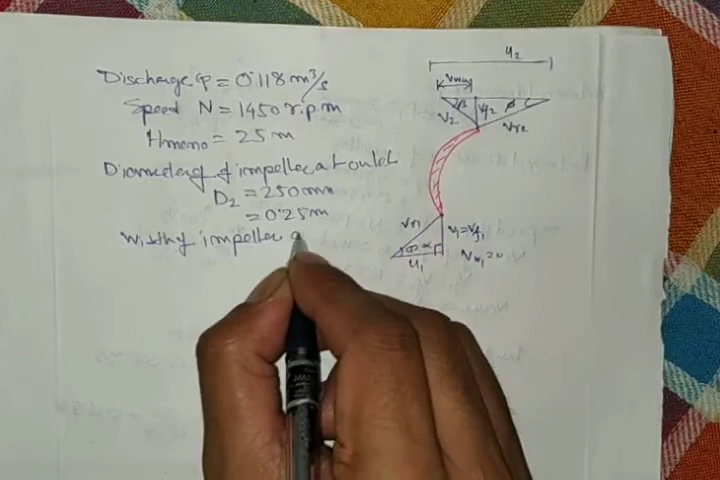 Discharge φ = 0.118 m³/s
Speed N = 1450 r.p.m
Hmano = 25 m
Diameter of impeller at outlet
D₂ = 250 mm
= 0.25m
Width of impeller a
u₂
Vw₂
β Vf₂ φ
V₂ Vr₂
Vr₁ V₁ = Vf₁
θ α Vw₁ = 0
u₁